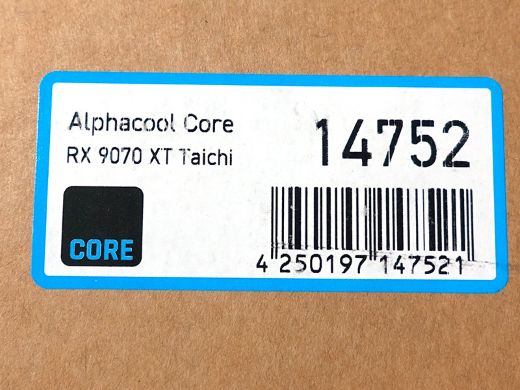 Alphacool Core
RX 9070 XT Taichi
14752
CORE
4 250197 147521